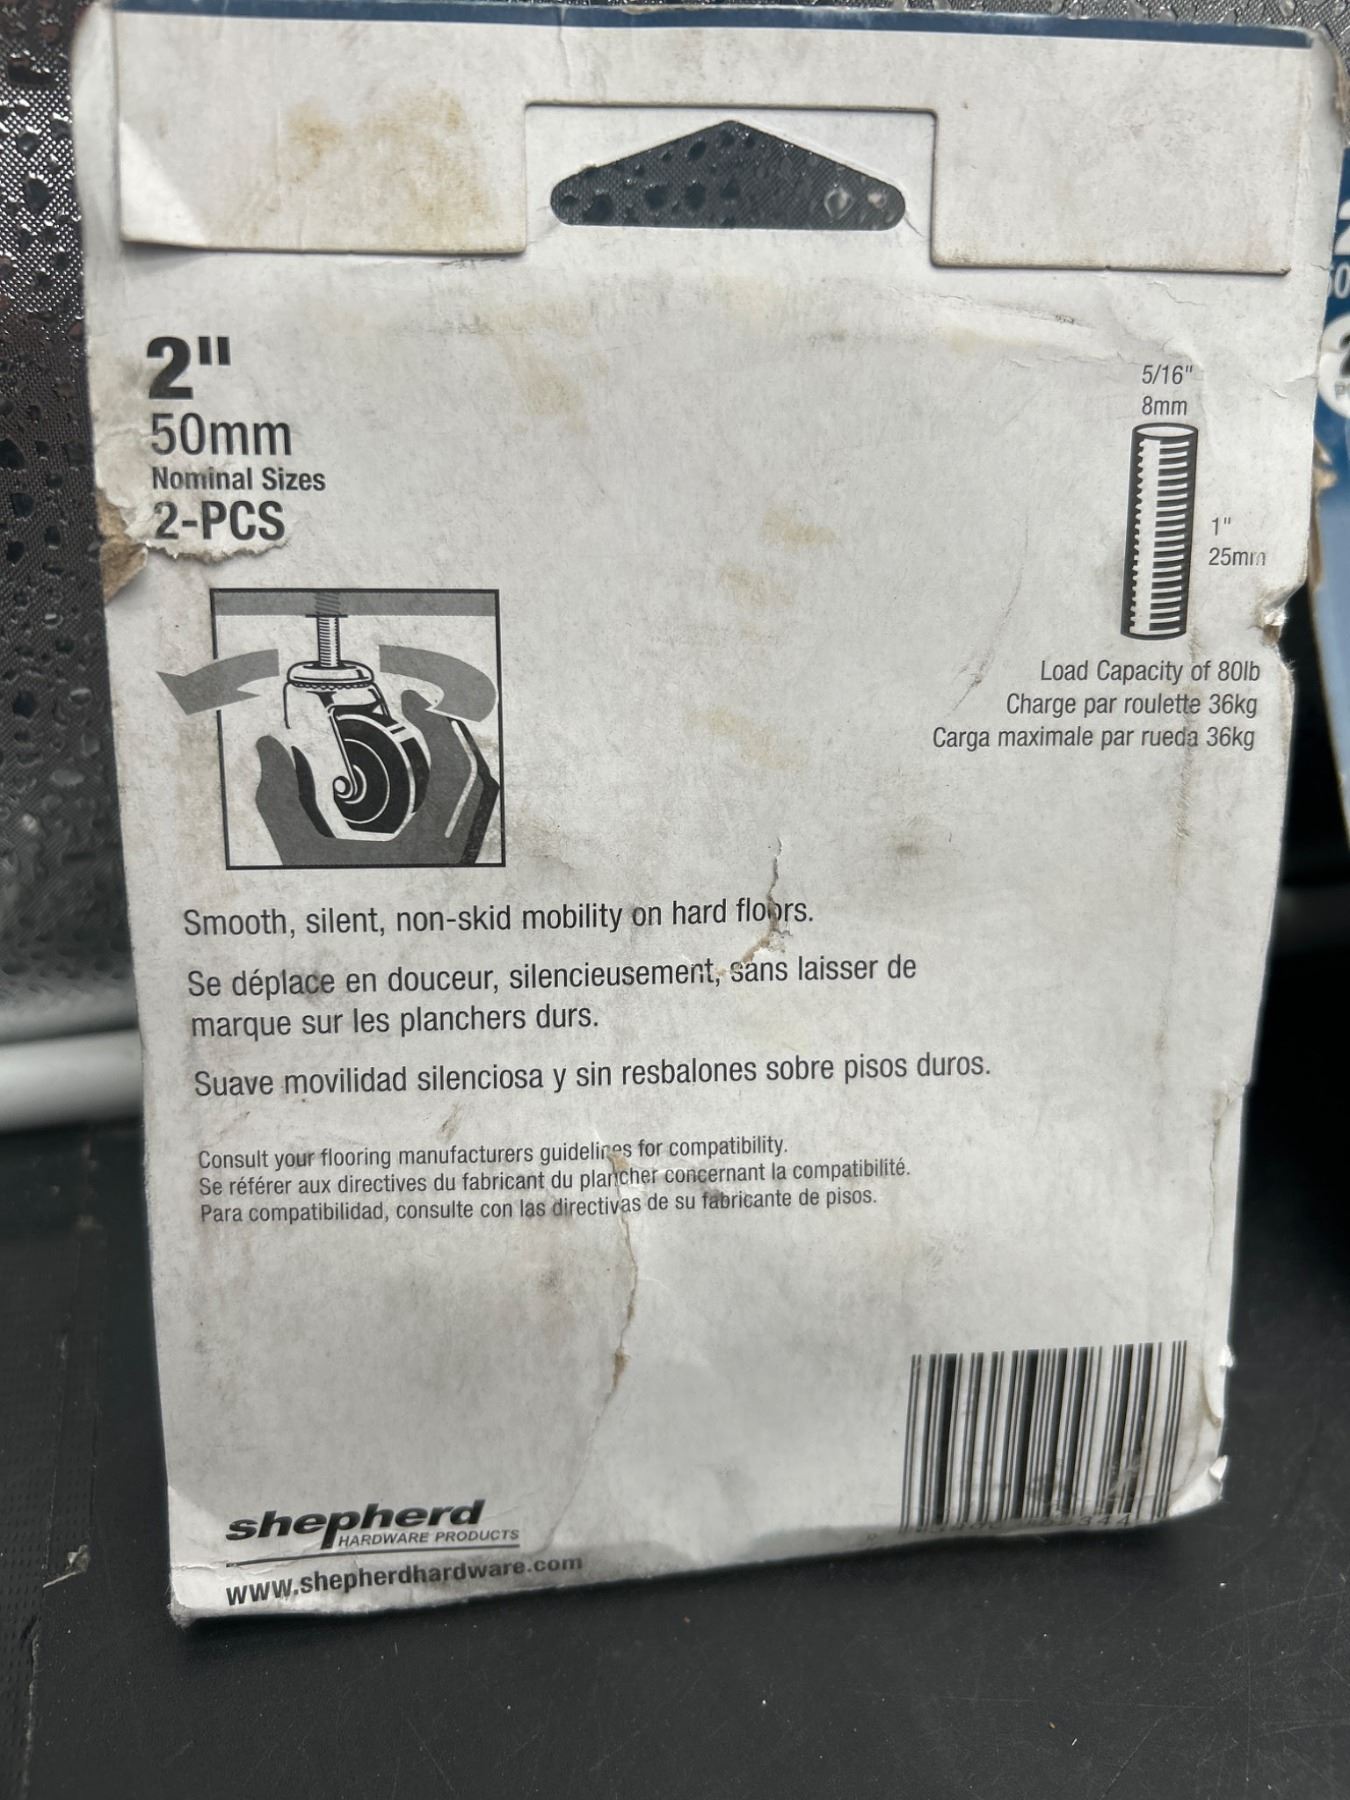 2"
50mm
Nominal Sizes
2-PCS
5/16"
8mm
1"
25mm
Load Capacity of 80lb
Charge par roulette 36kg
Carga maximale par rueda 36kg
Smooth, silent, non-skid mobility on hard floors.
Se déplace en douceur, silencieusement, sans laisser de
marque sur les planchers durs.
Suave movilidad silenciosa y sin resbalones sobre pisos duros.
Consult your flooring manufacturers guidelines for compatibility.
Se référer aux directives du fabricant du plancher concernant la compatibilité.
Para compatibilidad, consulte con las directivas de su fabricante de pisos.
shepherd
HARDWARE PRODUCTS
www.shepherdhardware.com